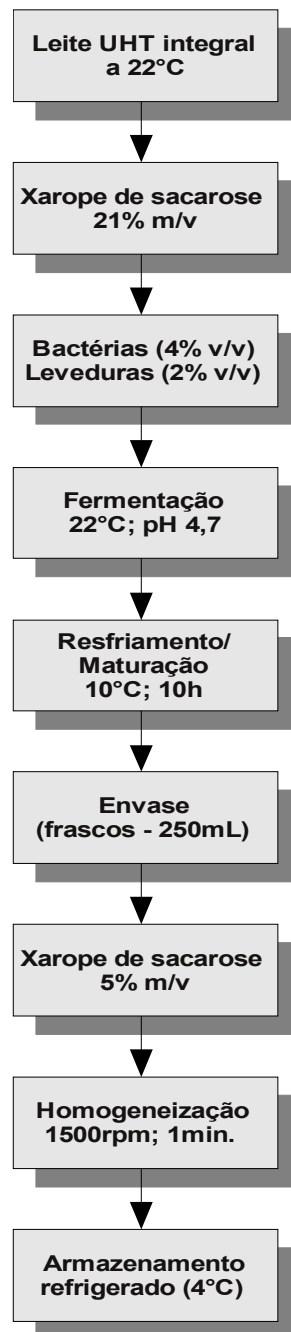 Leite UHT integral
a 22°C
Xarope de sacarose
21% m/v
Bactérias (4% v/v)
Leveduras (2% v/v)
Fermentação
22°C; pH 4,7
Resfriamento/
Maturação
10°C; 10h
Envase
(frascos - 250mL)
Xarope de sacarose
5% m/v
Homogeneização
1500rpm; 1min.
Armazenamento
refrigerado (4°C)